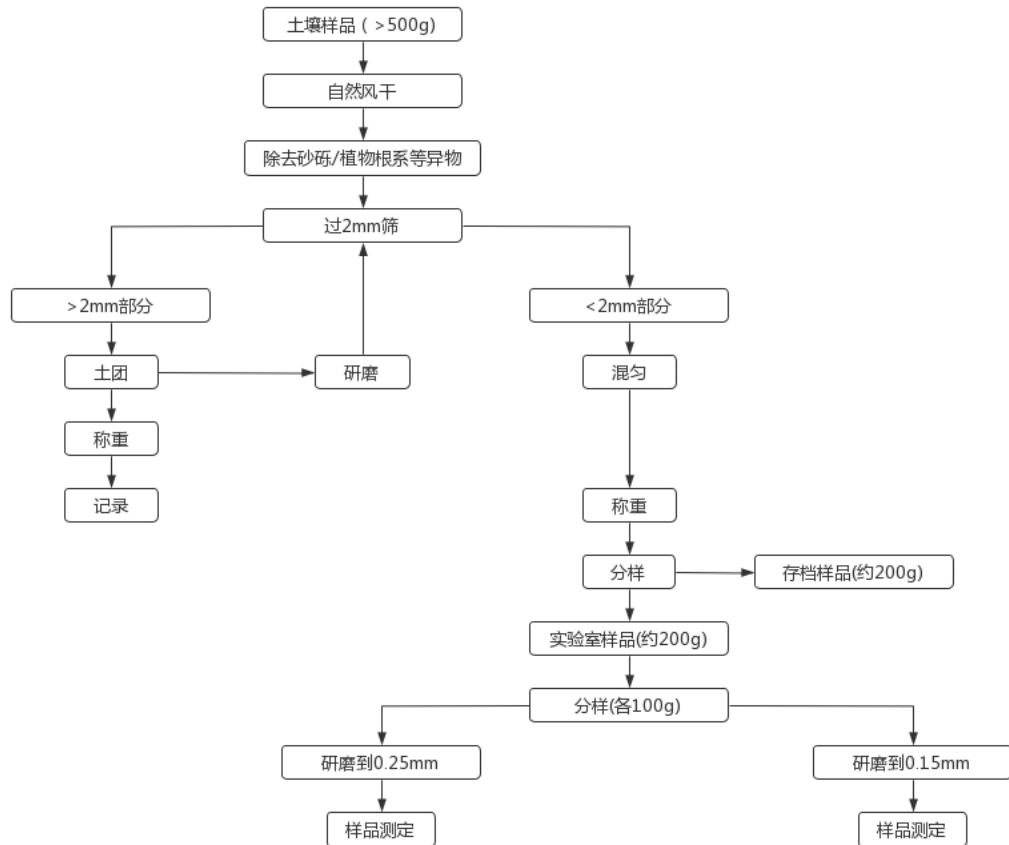 土壤样品 ( >500g)
自然风干
除去砂砾/植物根系等异物
过2mm筛
>2mm部分
<2mm部分
土团
研磨
混匀
称重
记录
称重
分样
存档样品(约200g)
实验室样品(约200g)
分样(各100g)
研磨到0.25mm
研磨到0.15mm
样品测定
样品测定